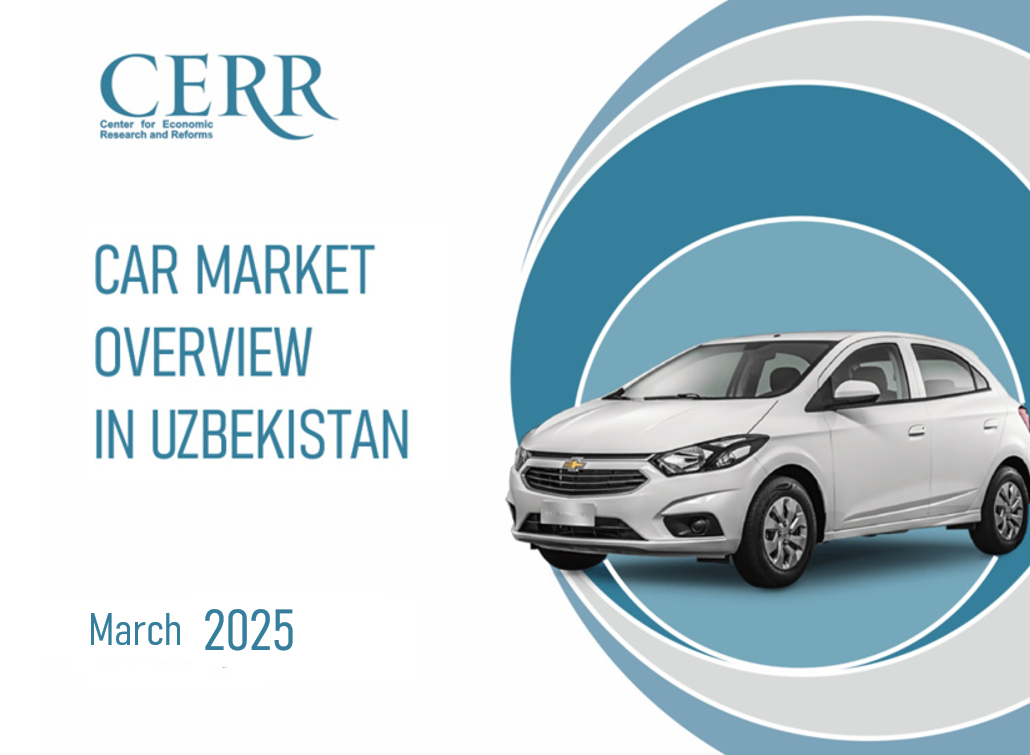 CERR
Center for Economic
Research and Reforms
CAR MARKET
OVERVIEW
IN UZBEKISTAN
March 2025